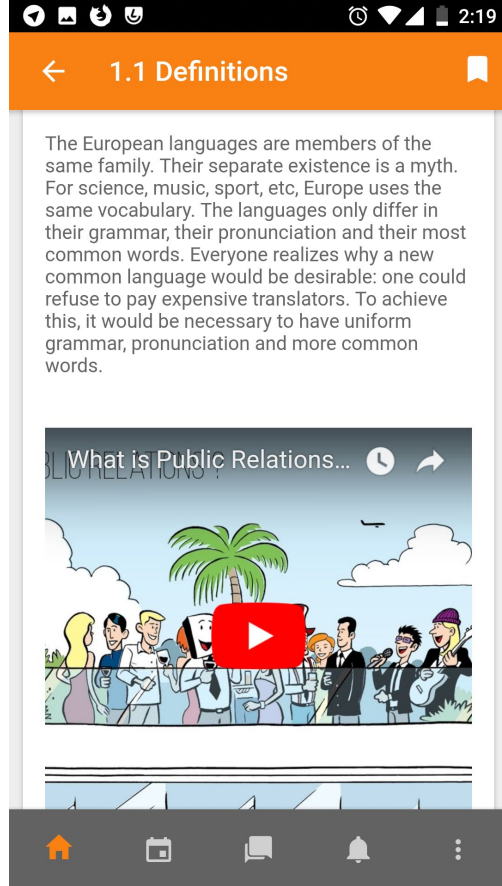 2:19
1.1 Definitions
The European languages are members of the
same family. Their separate existence is a myth.
For science, music, sport, etc, Europe uses the
same vocabulary. The languages only differ in
their grammar, their pronunciation and their most
common words. Everyone realizes why a new
common language would be desirable: one could
refuse to pay expensive translators. To achieve
this, it would be necessary to have uniform
grammar, pronunciation and more common
words.
What is Public Relations...
BLIC RELATIONS ?